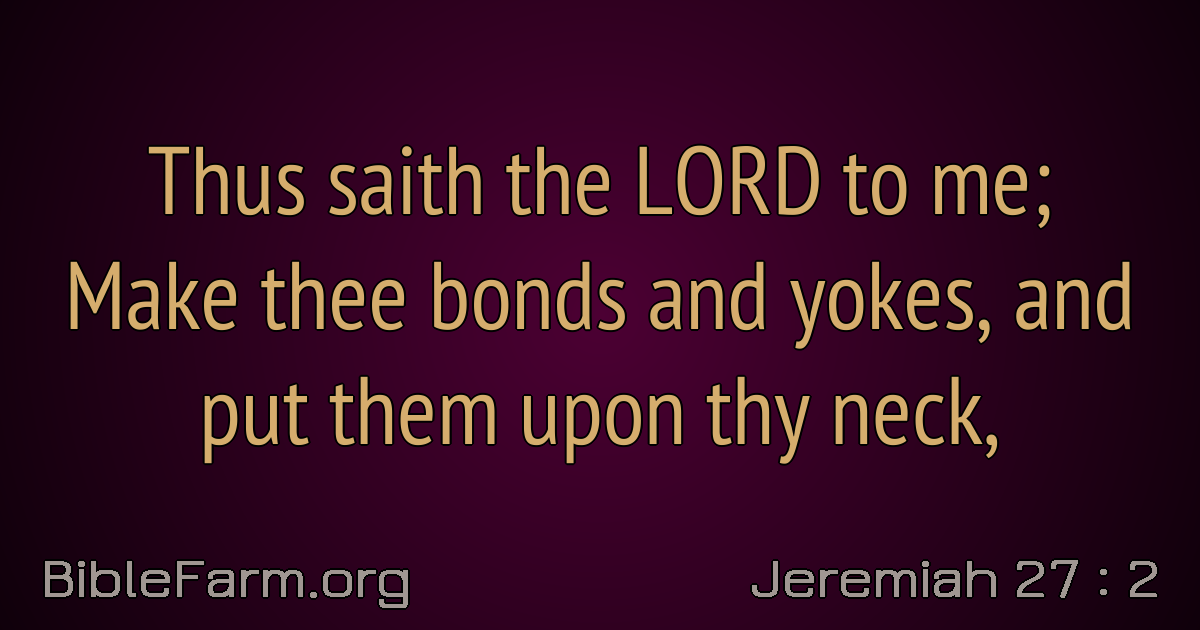 Thus saith the LORD to me;
Make thee bonds and yokes, and
put them upon thy neck,
BibleFarm.org
Jeremiah 27 : 2